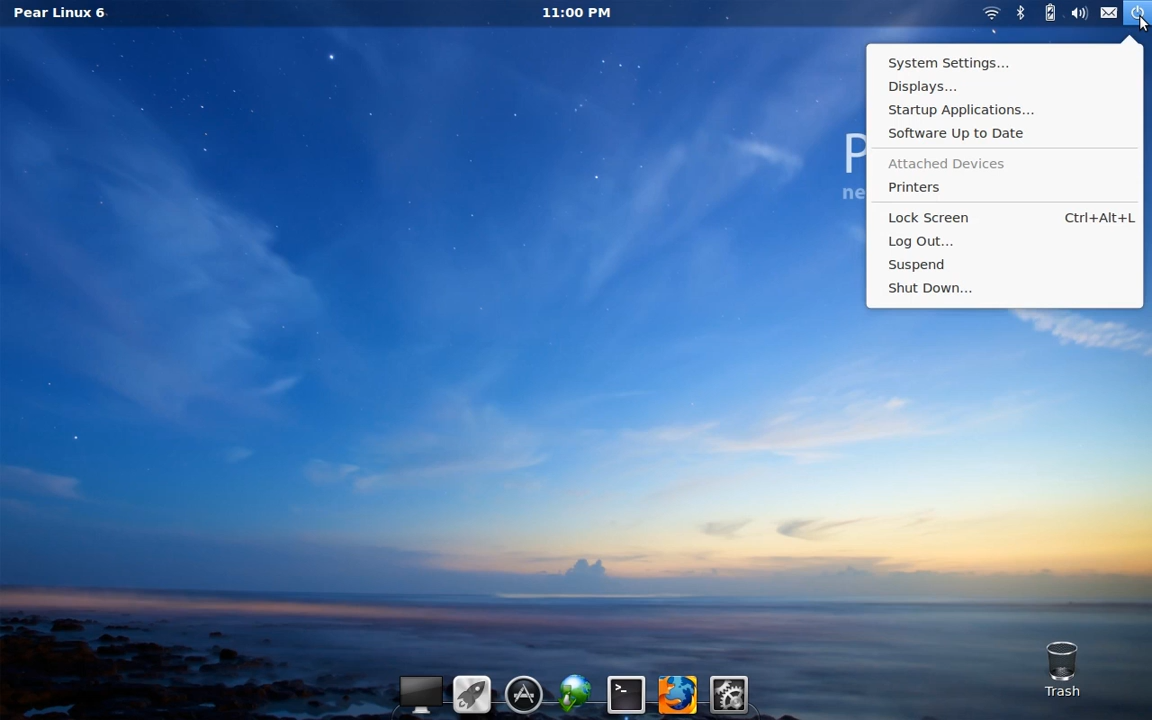 Pear Linux 6
11:00 PM
System Settings...
Displays...
Startup Applications...
Software Up to Date
Attached Devices
Printers
Lock Screen Ctrl+Alt+L
Log Out...
Suspend
Shut Down...
P
ne
>_
Trash